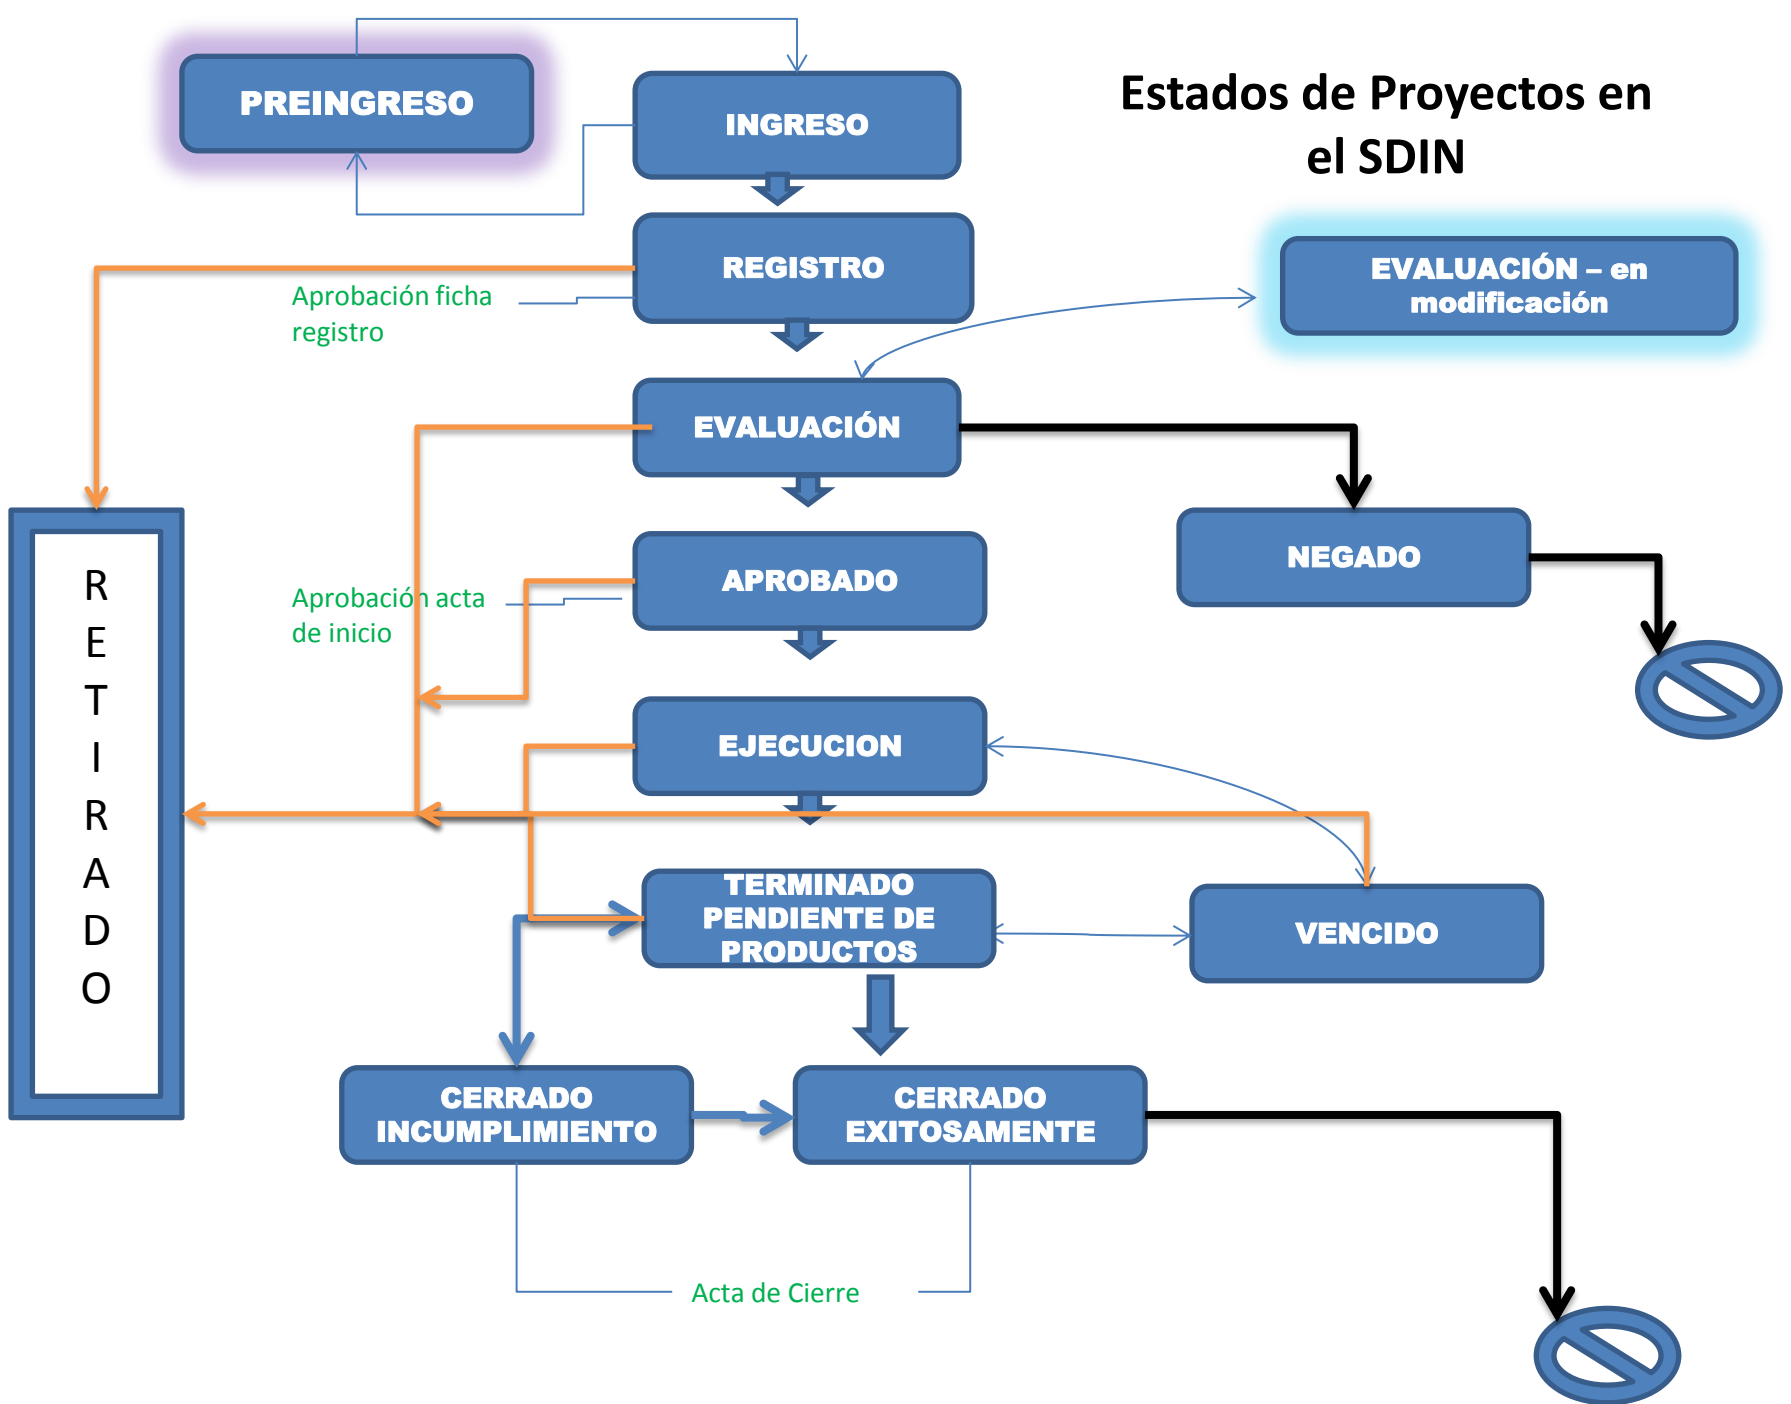 Estados de Proyectos en
el SDIN
PREINGRESO
INGRESO
REGISTRO
Aprobación ficha
registro
EVALUACIÓN – en
modificación
EVALUACIÓN
NEGADO
APROBADO
Aprobación acta
de inicio
R
E
T
I
R
A
D
O
EJECUCION
TERMINADO
PENDIENTE DE
PRODUCTOS
VENCIDO
CERRADO
INCUMPLIMIENTO
CERRADO
EXITOSAMENTE
Acta de Cierre